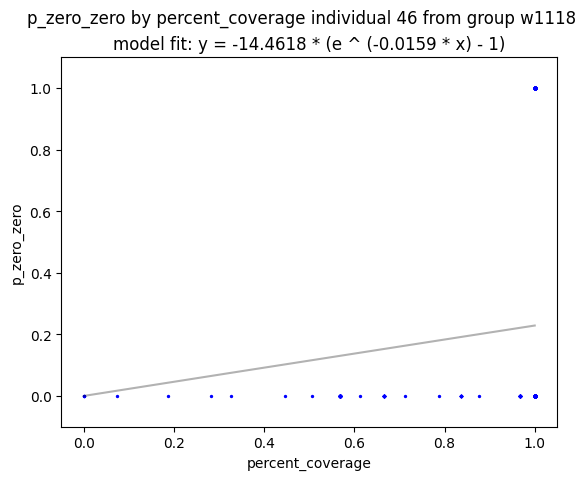 p_zero_zero by percent_coverage individual 46 from group w1118
model fit: y = -14.4618 * (e ^ (-0.0159 * x) - 1)
1.0
0.8
0.6
0.4
0.2
0.0
p_zero_zero
0.0 0.2 0.4 0.6 0.8 1.0
percent_coverage